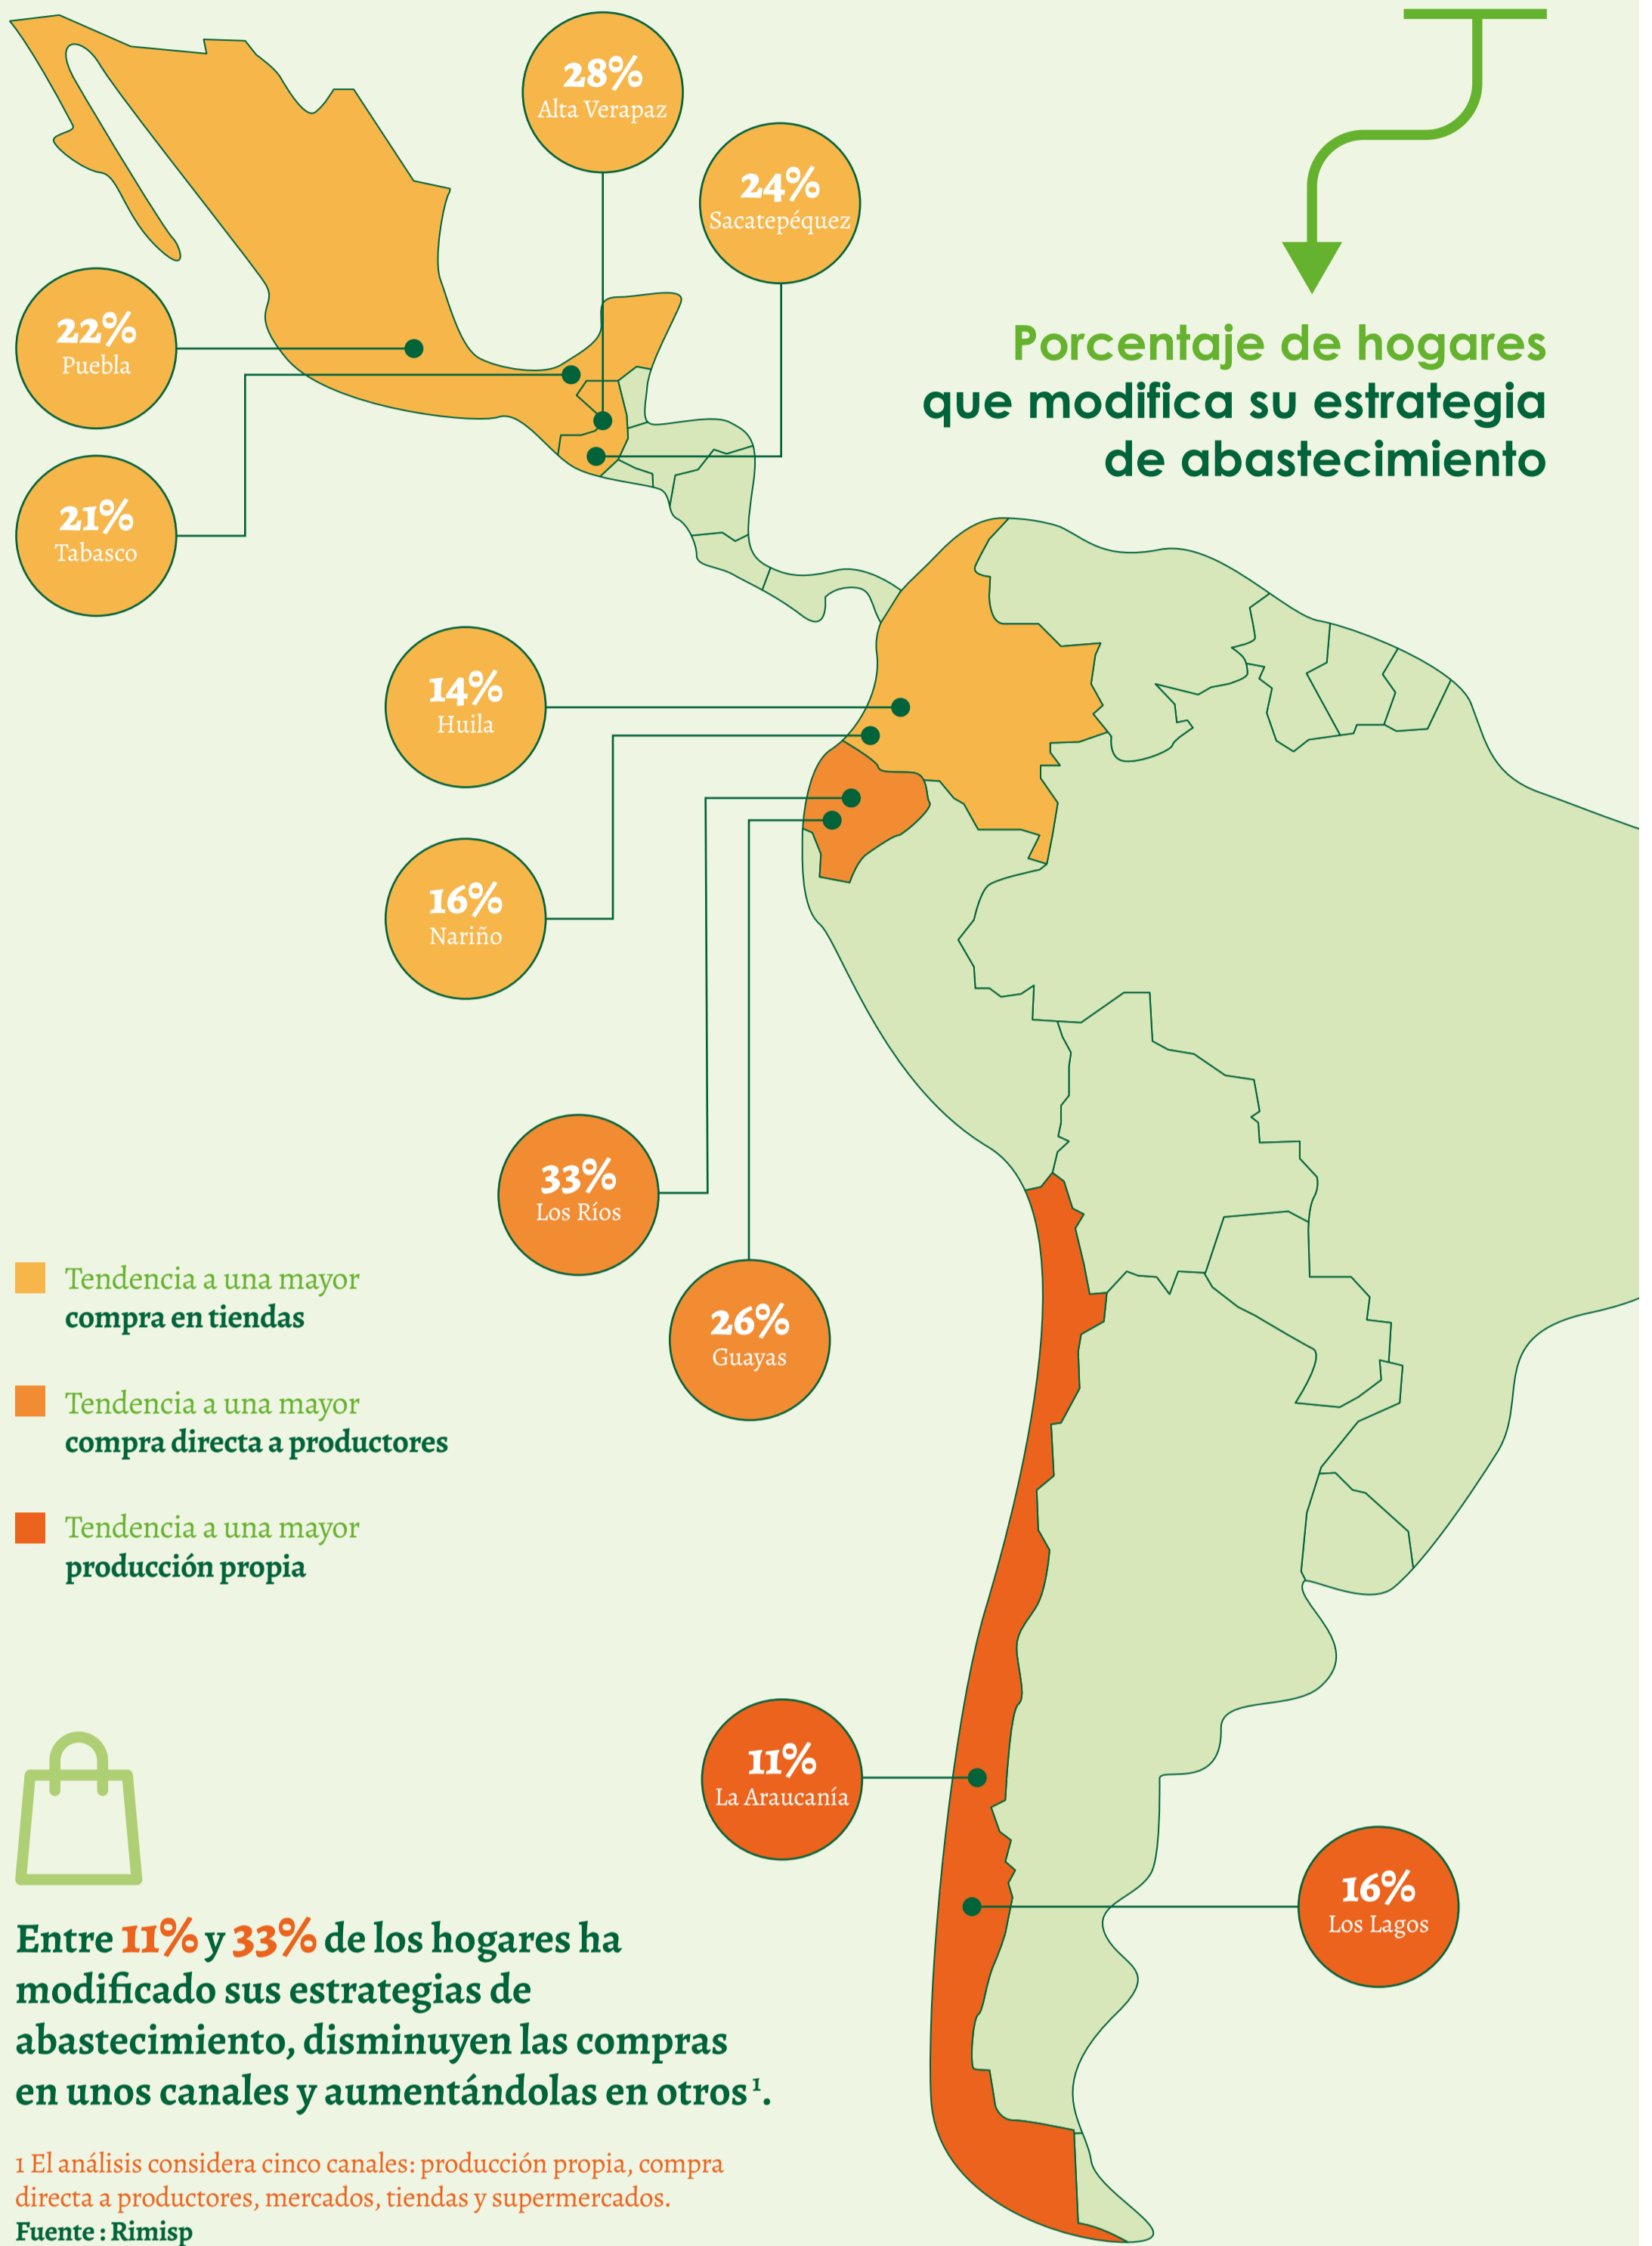 28%
Alta Verapaz
24%
Sacatepéquez
22%
Puebla
21%
Tabasco
Porcentaje de hogares
que modifica su estrategia
de abastecimiento
14%
Huila
16%
Nariño
33%
Los Ríos
26%
Guayas
Tendencia a una mayor
compra en tiendas
Tendencia a una mayor
compra directa a productores
Tendencia a una mayor
producción propia
11%
La Araucanía
16%
Los Lagos
Entre 11% y 33% de los hogares ha
modificado sus estrategias de
abastecimiento, disminuyen las compras
en unos canales y aumentándolas en otros¹.
1 El análisis considera cinco canales: producción propia, compra
directa a productores, mercados, tiendas y supermercados.
Fuente : Rimisp